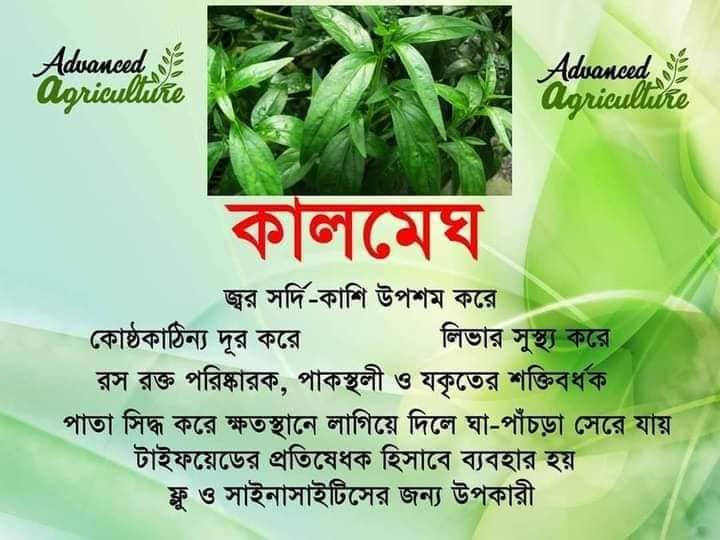 Advanced
Agriculture
Advanced
Agriculture
কালমেঘ
জ্বর সর্দি-কাশি উপশম করে
কোষ্ঠকাঠিন্য দূর করে
লিভার সুস্থ্য করে
রস রক্ত পরিষ্কারক, পাকস্থলী ও যকৃতের শক্তিবর্ধক
পাতা সিদ্ধ করে ক্ষতস্থানে লাগিয়ে দিলে ঘা-পাঁচড়া সেরে যায়
টাইফয়েডের প্রতিষেধক হিসাবে ব্যবহার হয়
ফ্লু ও সাইনাসাইটিসের জন্য উপকারী